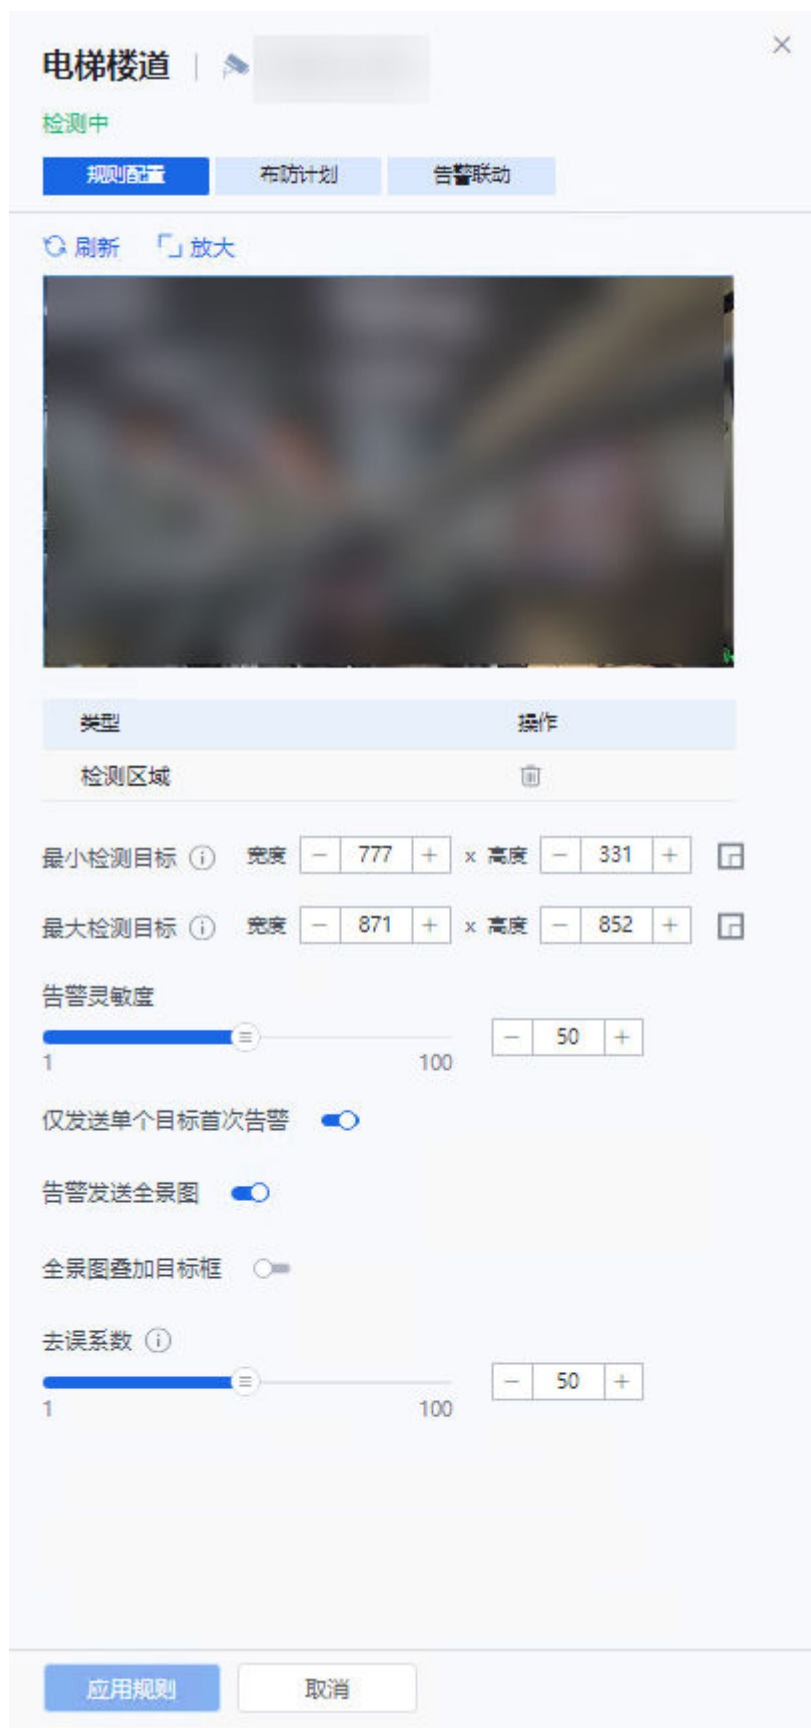 电梯楼道
检测中
规则配置 布防计划 告警联动
刷新 放大
类型 操作
检测区域
最小检测目标 宽度 - 777 + x 高度 - 331 +
最大检测目标 宽度 - 871 + x 高度 - 852 +
告警灵敏度
- 50 +
1 100
仅发送单个目标首次告警
告警发送全景图
全景图叠加目标框
去误系数
- 50 +
1 100
应用规则 取消